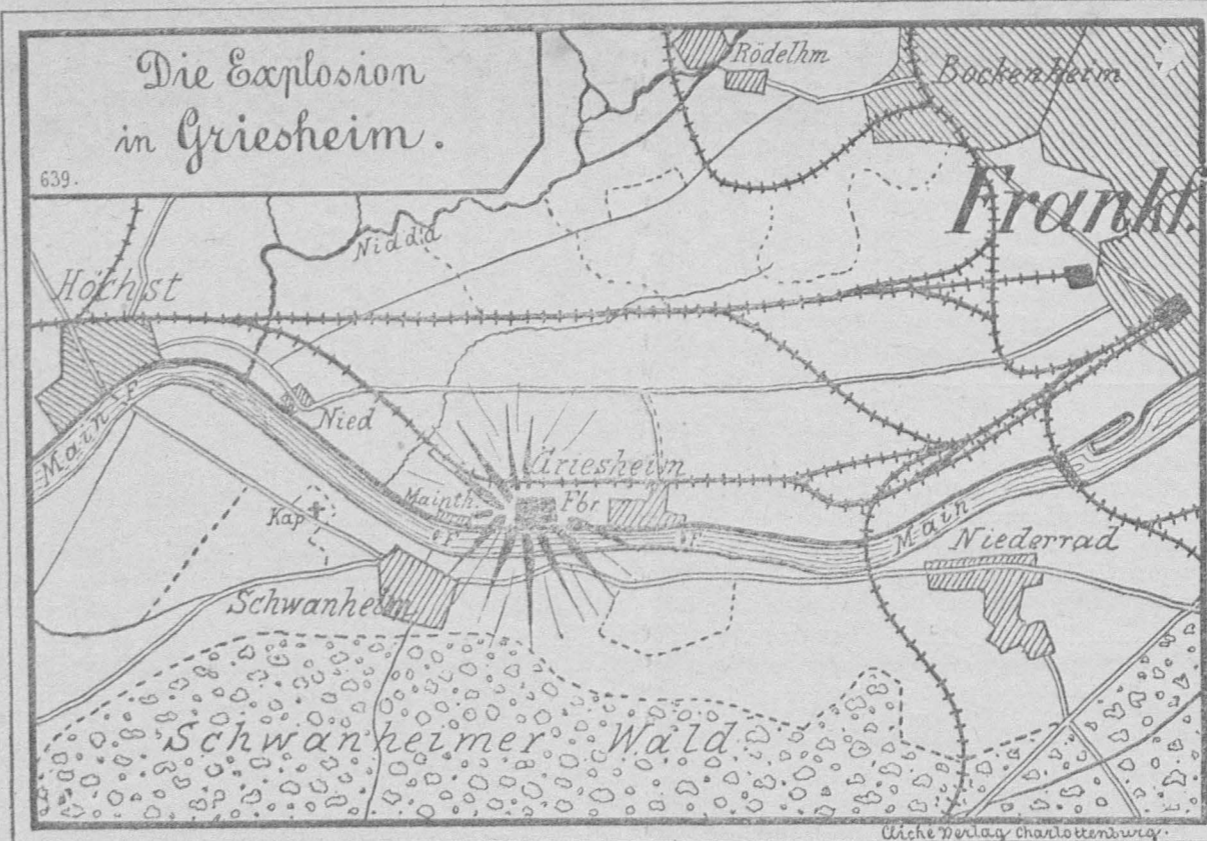 Die Explosion
in Griesheim.
639.
Rödelhm
Bockenheim
Frankf.
Nidda
Höchst
Main
F
Nied
Griesheim
Mainth.
Fbr
Kap
F
F
Main
Niederrad
Schwanheim
Schwanheimer Wald
Cliché Verlag Charlottenburg.